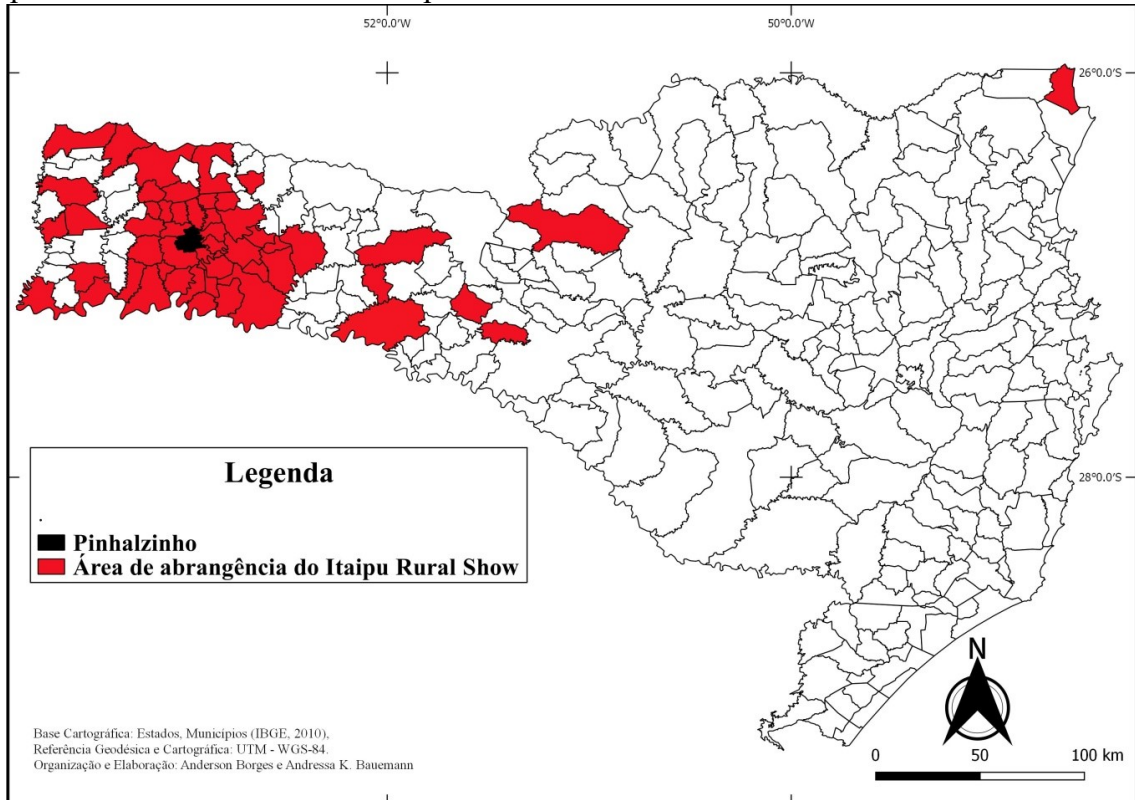 52°0.0'W
50°0.0'W
26°0.0'S
28°0.0'S
Legenda
Pinhalzinho
Área de abrangência do Itaipu Rural Show
N
0 50 100 km
Base Cartográfica: Estados, Municípios (IBGE, 2010),
Referência Geodésica e Cartográfica: UTM - WGS-84.
Organização e Elaboração: Anderson Borges e Andressa K. Bauemann